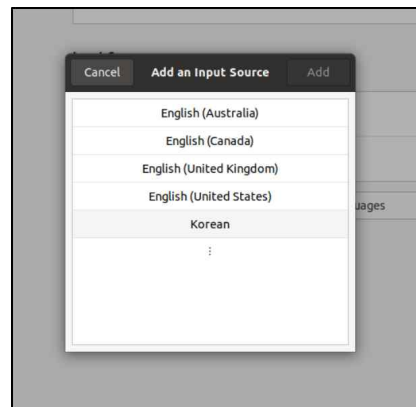 Cancel
Add an Input Source
Add
English (Australia)
English (Canada)
English (United Kingdom)
English (United States)
uages
Korean